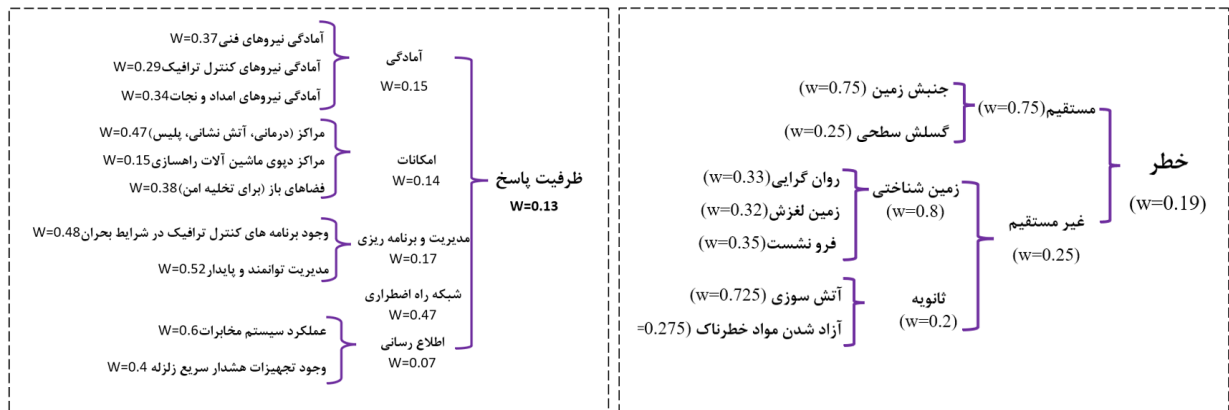 خطر
(w=0.19)
مستقیم(w=0.75)
جنبش زمین (w=0.75)
گسلش سطحی (w=0.25)
غیر مستقیم
(w=0.25)
زمین شناختی
(w=0.8)
روان گرایی(w=0.33)
زمین لغزش (w=0.32)
فرو نشست(w=0.35)
ثانویه
(w=0.2)
آتش سوزی (w=0.725)
آزاد شدن مواد خطرناک (=0.275
ظرفیت پاسخ
W=0.13
آمادگی
W=0.15
آمادگی نیروهای فنیW=0.37
آمادگی نیروهای کنترل ترافیکW=0.29
آمادگی نیروهای امداد و نجاتW=0.34
امکانات
W=0.14
مراکز (درمانی، آتش نشانی، پلیس)W=0.47
مراکز دپوی ماشین آلات راهسازیW=0.15
فضاهای باز (برای تخلیه امن)W=0.38
مدیریت و برنامه ریزی
W=0.17
وجود برنامه های کنترل ترافیک در شرایط بحرانW=0.48
مدیریت توانمند و پایدارW=0.52
شبکه راه اضطراری
W=0.47
اطلاع رسانی
W=0.07
عملکرد سیستم مخابراتW=0.6
وجود تجهیزات هشدار سریع زلزله W=0.4